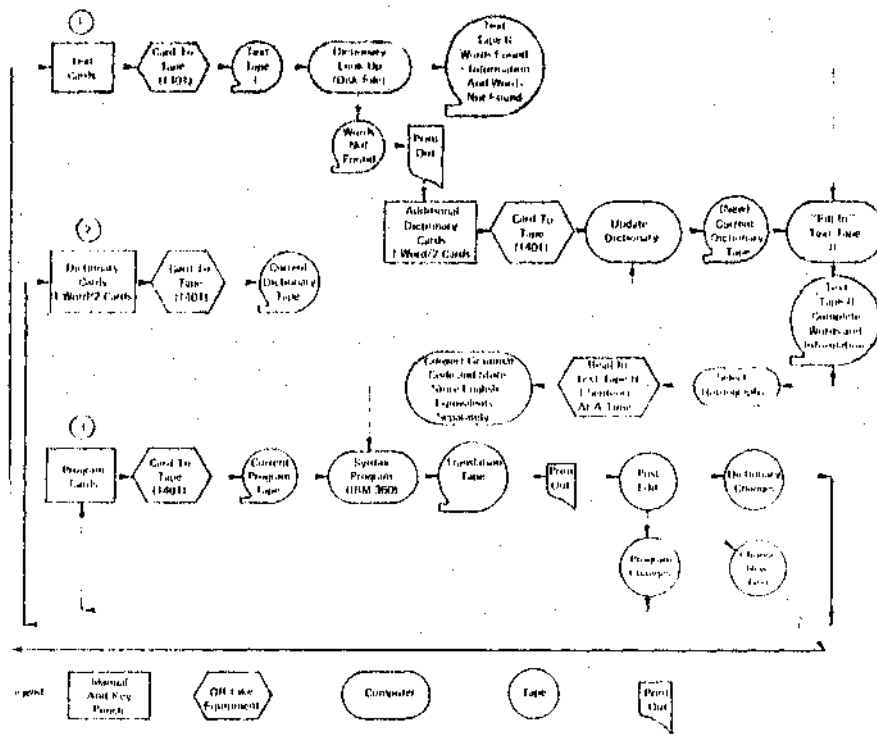 1
Text
Cards
Card To
Tape
(1401)
Text
Tape
I
Dictionary
Look-Up
(Disk File)
Text
Tape II
Words Found
+ Information
And Words
Not Found
Words
Not
Found
Print
Out
Additional
Dictionary
Cards
1 Word/2 Cards
Card To
Tape
(1401)
Update
Dictionary
(New)
Current
Dictionary
Tape
"Fill In"
Text Tape
II
2
Dictionary
Cards
1 Word/2 Cards
Card To
Tape
(1401)
Current
Dictionary
Tape
Text
Tape II
Complete
Words and
Information
Convert Grammar
Code and Store
Store English
Equivalents
Separately
Read In
Text Tape II
1 Sentence
At A Time
Select
Homographs
3
Program
Cards
Card To
Tape
(1401)
Current
Program
Tape
Syntax
Program
(IBM 360)
Translation
Tape
Print
Out
Post
Edit
Dictionary
Changes
Program
Changes
Choose
New
Text
Manual
And Key
Punch
Off-Line
Equipment
Computer
Tape
Print
Out